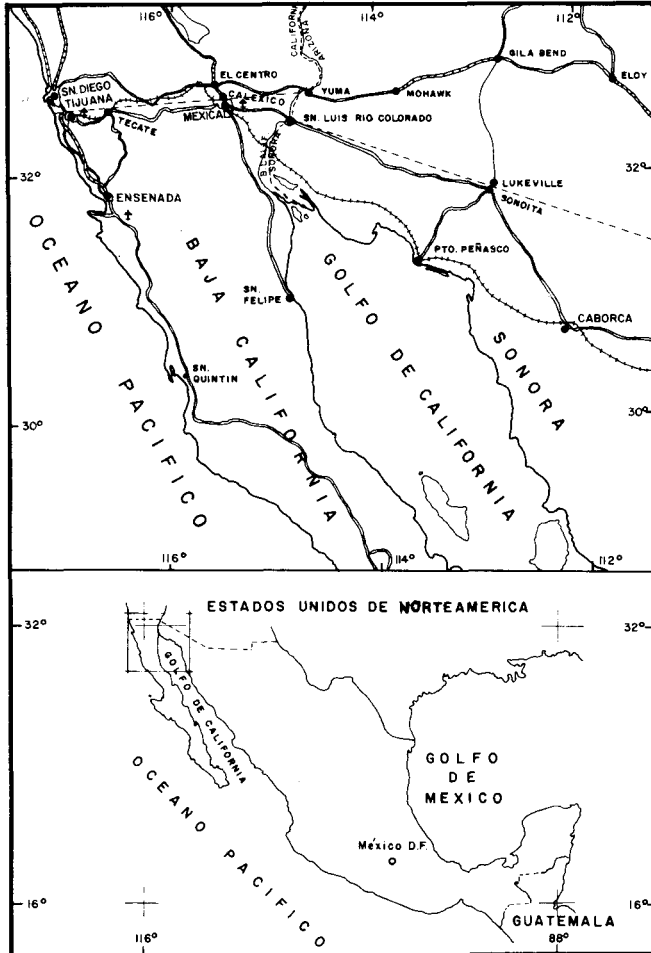 116°
114°
112°
CALIFORNIA
ARIZONA
GILA BEND
SN. DIEGO
TIJUANA
EL CENTRO
CALEXICO
MEXICALI
YUMA
MOHAWK
ELOY
TECATE
SN. LUIS RIO COLORADO
32°
32°
B. CALIF
SONORA
LUKEVILLE
SONOITA
ENSENADA
PTO. PEÑASCO
SN. FELIPE
CABORCA
OCEANO PACIFICO
BAJA CALIFORNIA
GOLFO DE CALIFORNIA
SONORA
SN.
QUINTIN
30°
30°
116°
114°
112°
ESTADOS UNIDOS DE NORTEAMERICA
32°
32°
GOLFO DE CALIFORNIA
GOLFO
DE
MEXICO
OCEANO PACIFICO
México D.F.
16°
16°
GUATEMALA
116°
88°